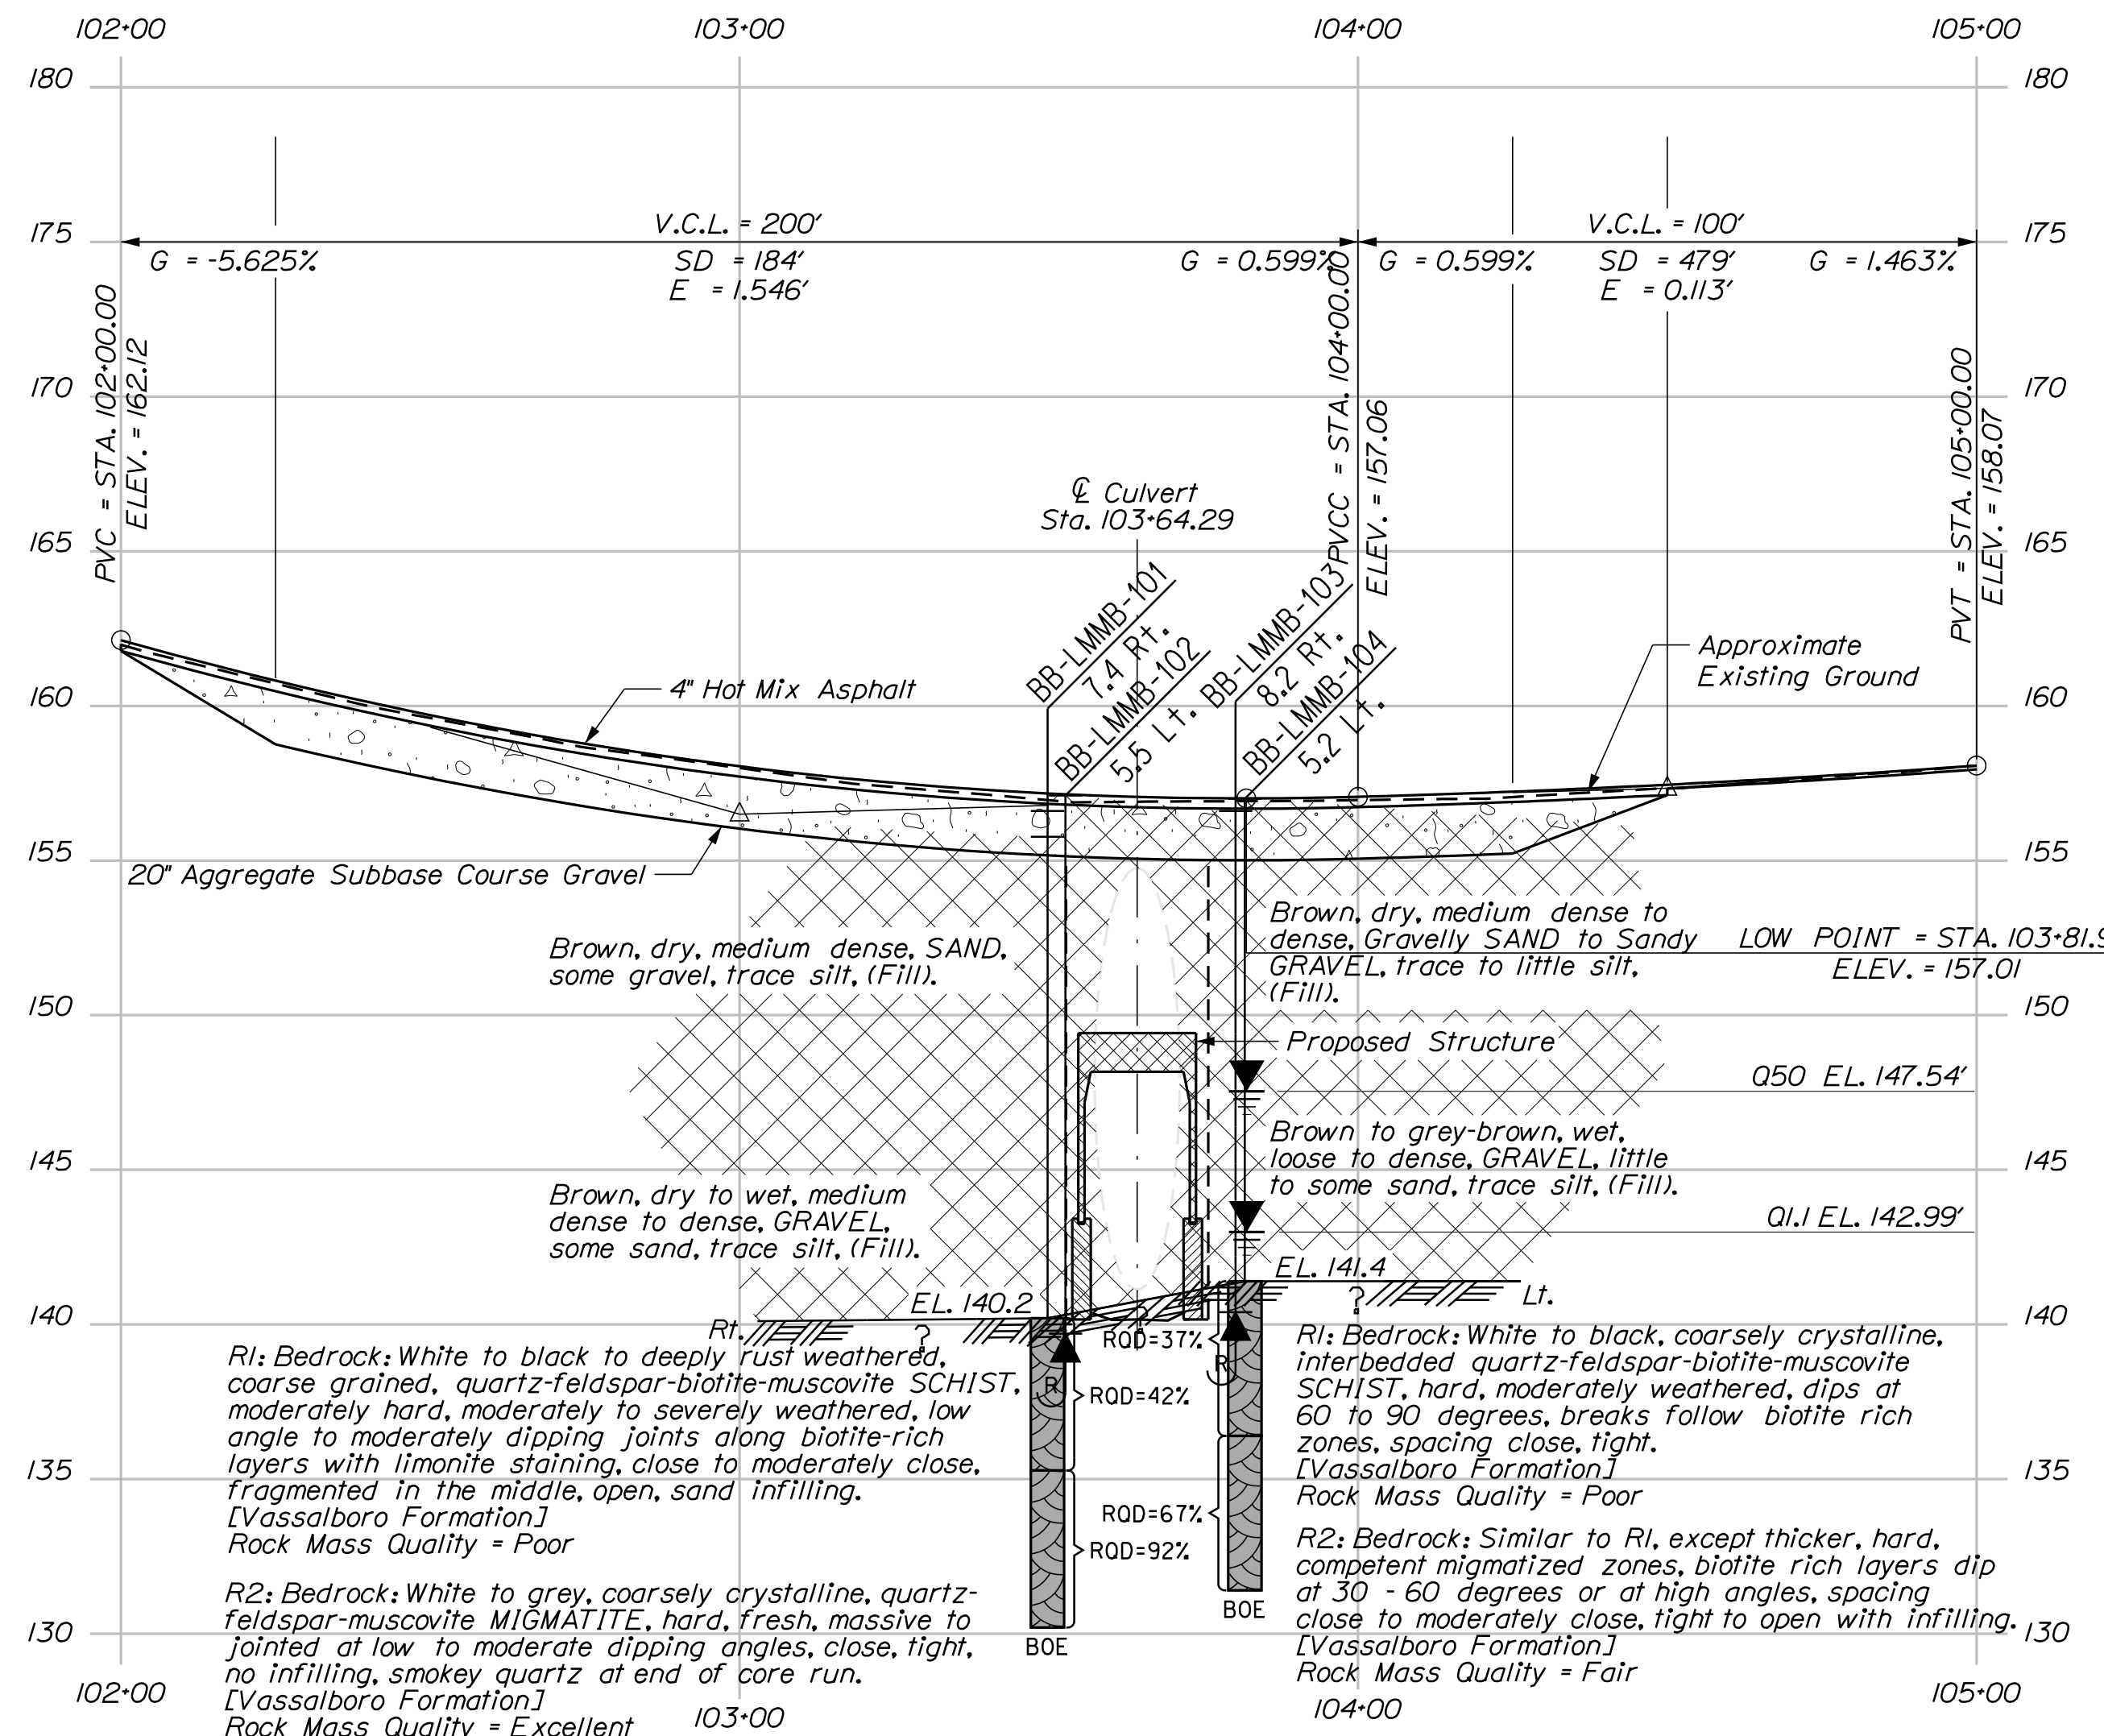 102+00 103+00 104+00 105+00
180 180
V.C.L. = 200' V.C.L. = 100'
175 175
G = -5.625% SD = 184' G = 0.599% G = 0.599% SD = 479' G = 1.463%
E = 1.546' E = 0.113'
PVC = STA. 102+00.00
ELEV. = 162.12
PVCC = STA. 104+00.00
ELEV. = 157.06
PVT = STA. 105+00.00
ELEV. = 158.07
170 170
℄ Culvert
Sta. 103+64.29
165 165
BB-LMMB-101
7.4 Rt.
BB-LMMB-102
5.5 Lt.
BB-LMMB-103
8.2 Rt.
BB-LMMB-104
5.2 Lt.
Approximate
Existing Ground
4" Hot Mix Asphalt
160 160
155 155
20" Aggregate Subbase Course Gravel
Brown, dry, medium dense, SAND,
some gravel, trace silt, (Fill).
Brown, dry, medium dense to
dense, Gravelly SAND to Sandy
GRAVEL, trace to little silt,
(Fill).
LOW POINT = STA. 103+81.9
ELEV. = 157.01
150 150
Proposed Structure
Q50 EL. 147.54'
Brown to grey-brown, wet,
loose to dense, GRAVEL, little
to some sand, trace silt, (Fill).
145 145
Brown, dry to wet, medium
dense to dense, GRAVEL,
some sand, trace silt, (Fill).
Q1.1 EL. 142.99'
EL. 141.4
? Lt.
EL. 140.2
140 140
Rt. ? ?
RQD=37%
R
R
RQD=42%
R1: Bedrock: White to black to deeply rust weathered,
coarse grained, quartz-feldspar-biotite-muscovite SCHIST,
moderately hard, moderately to severely weathered, low
angle to moderately dipping joints along biotite-rich
layers with limonite staining, close to moderately close,
fragmented in the middle, open, sand infilling.
[Vassalboro Formation]
Rock Mass Quality = Poor
R1: Bedrock: White to black, coarsely crystalline,
interbedded quartz-feldspar-biotite-muscovite
SCHIST, hard, moderately weathered, dips at
60 to 90 degrees, breaks follow biotite rich
zones, spacing close, tight.
[Vassalboro Formation]
Rock Mass Quality = Poor
135 135
RQD=67%
RQD=92%
R2: Bedrock: White to grey, coarsely crystalline, quartz-
feldspar-muscovite MIGMATITE, hard, fresh, massive to
jointed at low to moderate dipping angles, close, tight,
no infilling, smokey quartz at end of core run.
[Vassalboro Formation]
Rock Mass Quality = Excellent
R2: Bedrock: Similar to R1, except thicker, hard,
competent migmatized zones, biotite rich layers dip
at 30 - 60 degrees or at high angles, spacing
close to moderately close, tight to open with infilling.
[Vassalboro Formation]
Rock Mass Quality = Fair
BOE
BOE
130 130
102+00 103+00 104+00 105+00